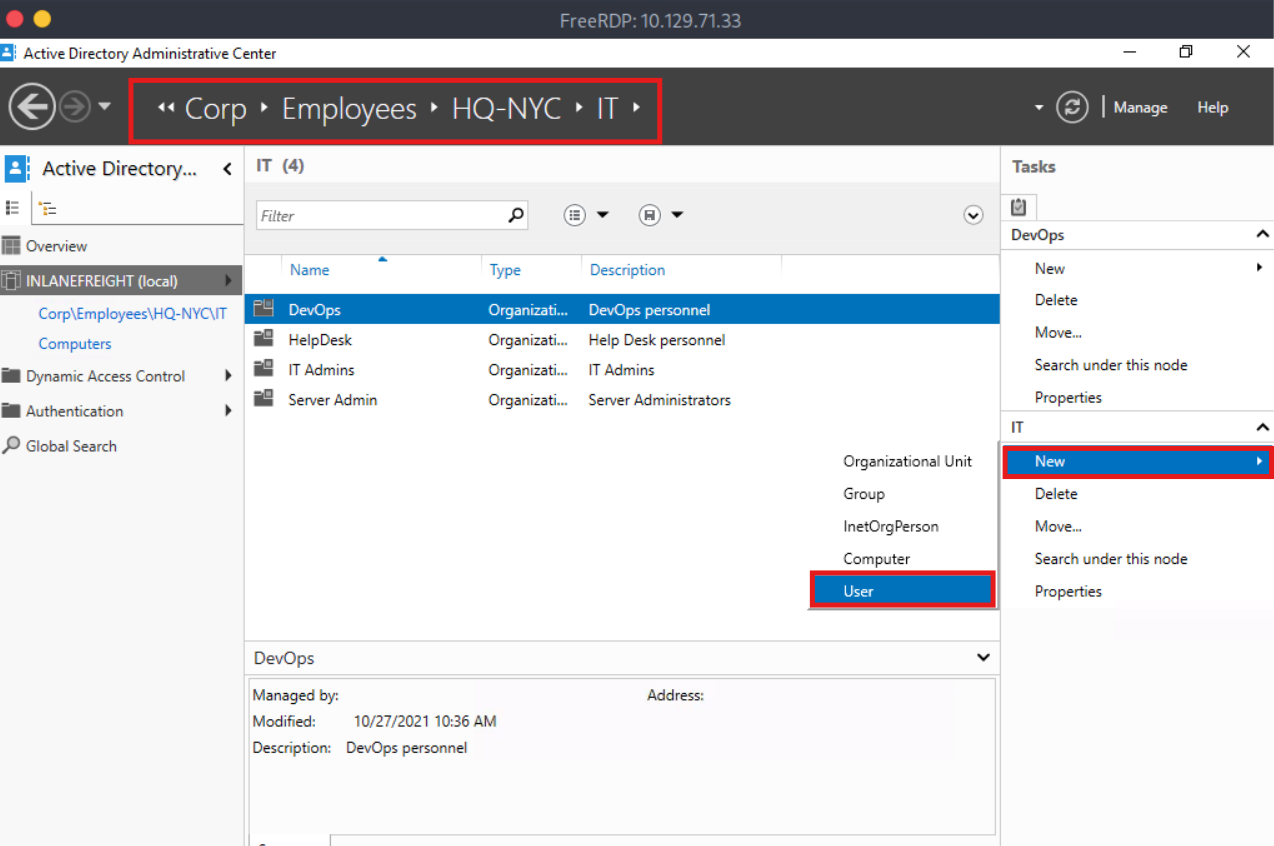 FreeRDP: 10.129.71.33
Active Directory Administrative Center
Corp Employees HQ-NYC IT
Manage Help
Active Directory...
Overview
INLANEFREIGHT (local)
Corp\Employees\HQ-NYC\IT
Computers
Dynamic Access Control
Authentication
Global Search
IT (4)
Filter
Name Type Description
DevOps Organizati... DevOps personnel
HelpDesk Organizati... Help Desk personnel
IT Admins Organizati... IT Admins
Server Admin Organizati... Server Administrators
Organizational Unit
Group
InetOrgPerson
Computer
User
DevOps
Managed by: Address:
Modified: 10/27/2021 10:36 AM
Description: DevOps personnel
Tasks
DevOps
New
Delete
Move...
Search under this node
Properties
IT
New
Delete
Move...
Search under this node
Properties